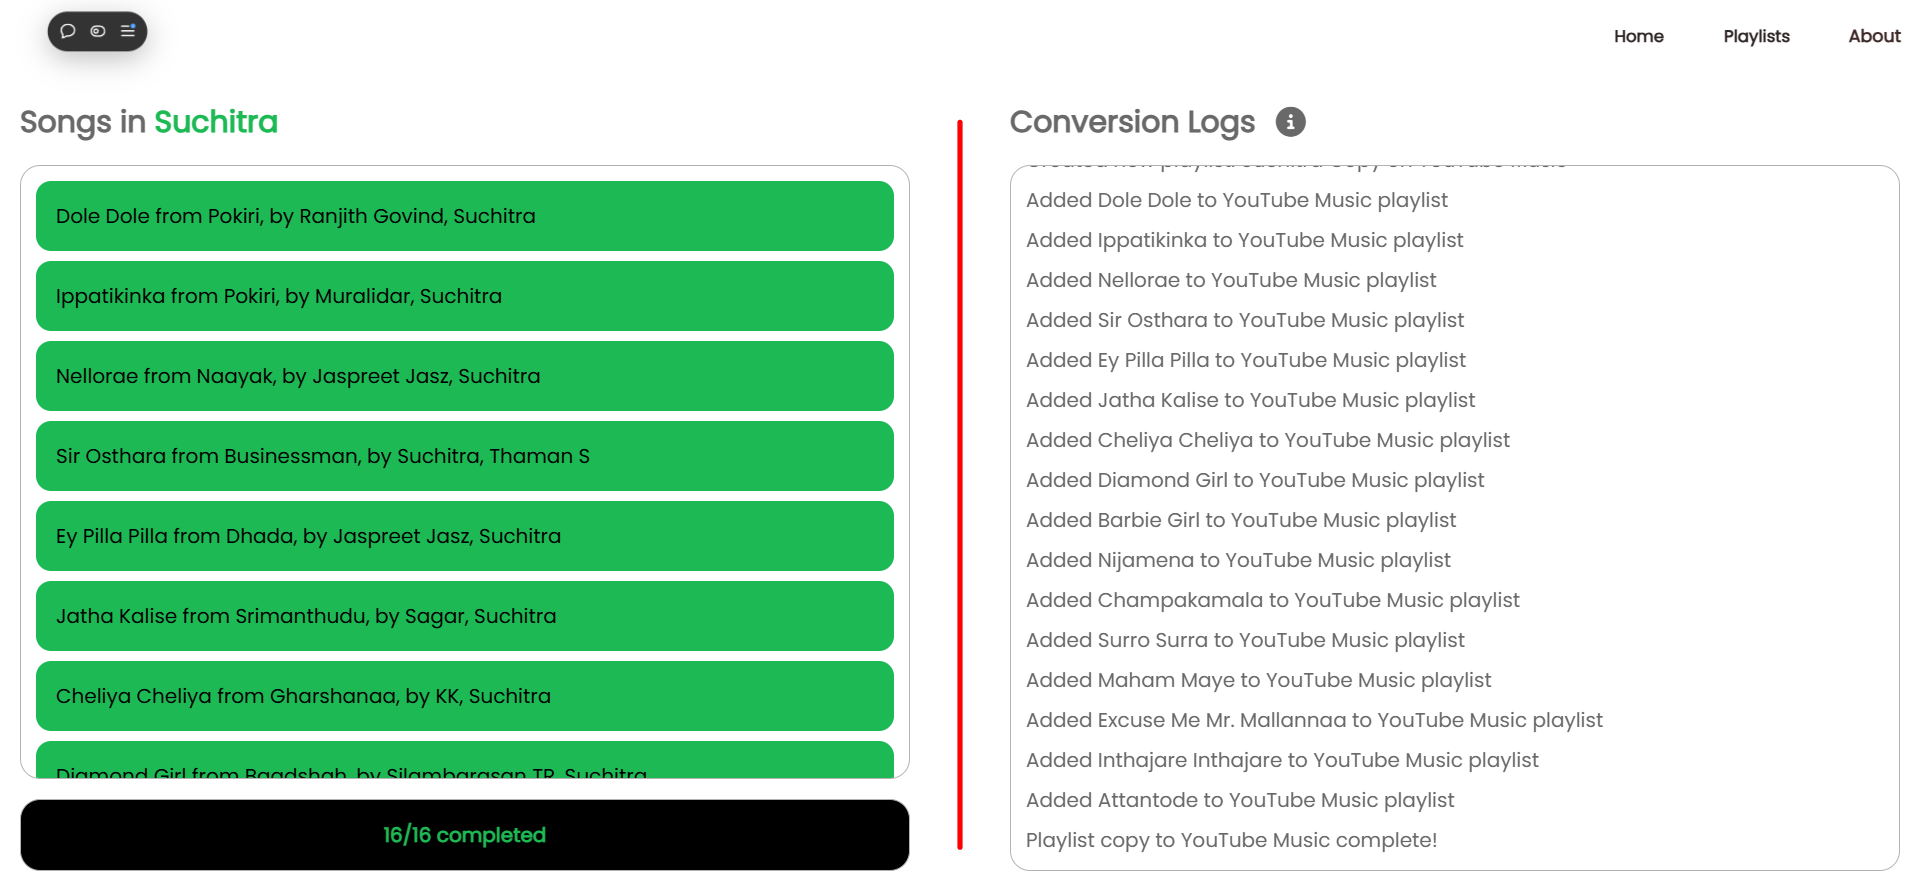 Home
Playlists
About
Songs in Suchitra
Dole Dole from Pokiri, by Ranjith Govind, Suchitra
Ippatikinka from Pokiri, by Muralidar, Suchitra
Nellorae from Naayak, by Jaspreet Jasz, Suchitra
Sir Osthara from Businessman, by Suchitra, Thaman S
Ey Pilla Pilla from Dhada, by Jaspreet Jasz, Suchitra
Jatha Kalise from Srimanthudu, by Sagar, Suchitra
Cheliya Cheliya from Gharshanaa, by KK, Suchitra
Diamond Girl from Baadshah, by Silambarasan TR, Suchitra
16/16 completed
Conversion Logs
Created new playlist Suchitra Copy on YouTube Music
Added Dole Dole to YouTube Music playlist
Added Ippatikinka to YouTube Music playlist
Added Nellorae to YouTube Music playlist
Added Sir Osthara to YouTube Music playlist
Added Ey Pilla Pilla to YouTube Music playlist
Added Jatha Kalise to YouTube Music playlist
Added Cheliya Cheliya to YouTube Music playlist
Added Diamond Girl to YouTube Music playlist
Added Barbie Girl to YouTube Music playlist
Added Nijamena to YouTube Music playlist
Added Champakamala to YouTube Music playlist
Added Surro Surra to YouTube Music playlist
Added Maham Maye to YouTube Music playlist
Added Excuse Me Mr. Mallannaa to YouTube Music playlist
Added Inthajare Inthajare to YouTube Music playlist
Added Attantode to YouTube Music playlist
Playlist copy to YouTube Music complete!